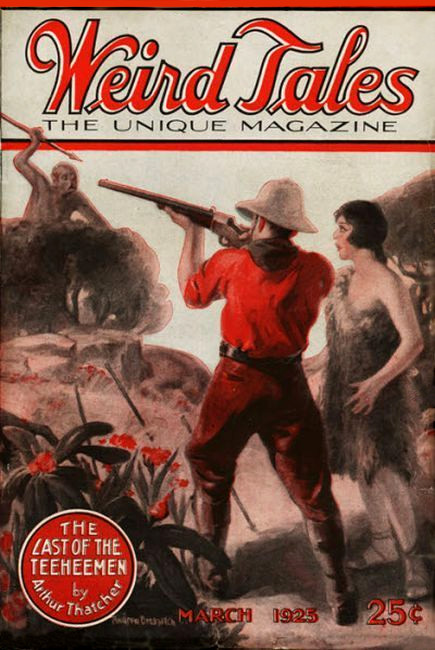 Weird Tales
THE UNIQUE MAGAZINE
THE
LAST OF THE
TEEHEEMEN
by
Arthur Thatcher
MARCH 1925
25¢